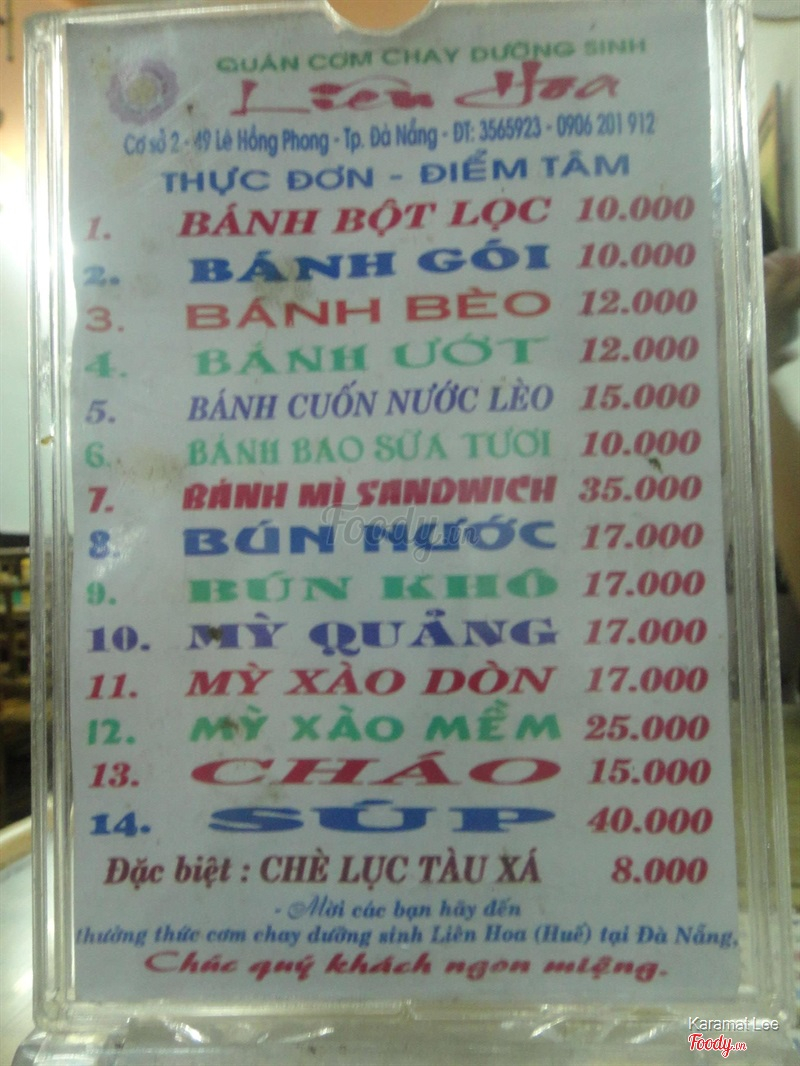 QUÁN CƠM CHAY DƯỠNG SINH
Liên Hoa
Cơ sở 2 - 49 Lê Hồng Phong - Tp. Đà Nẵng - ĐT: 3565923 - 0906 201 912
THỰC ĐƠN - ĐIỂM TÂM
1. BÁNH BỘT LỌC 10.000
2. BÁNH GÓI 10.000
3. BÁNH BÈO 12.000
4. BÁNH ƯỚT 12.000
5. BÁNH CUỐN NƯỚC LÈO 15.000
6. BÁNH BAO SỮA TƯƠI 10.000
7. BÁNH MÌ SANDWICH 35.000
8. BÚN NƯỚC 17.000
9. BÚN KHÔ 17.000
10. MỲ QUẢNG 17.000
11. MỲ XÀO DÒN 17.000
12. MỲ XÀO MỀM 25.000
13. CHÁO 15.000
14. SÚP 40.000
Đặc biệt : CHÈ LỤC TÀU XÁ 8.000
- Mời các bạn hãy đến
thưởng thức cơm chay dưỡng sinh Liên Hoa (Huế) tại Đà Nẵng,
Chúc quý khách ngon miệng.
Foody.vn
Karamat Lee
Foody.vn